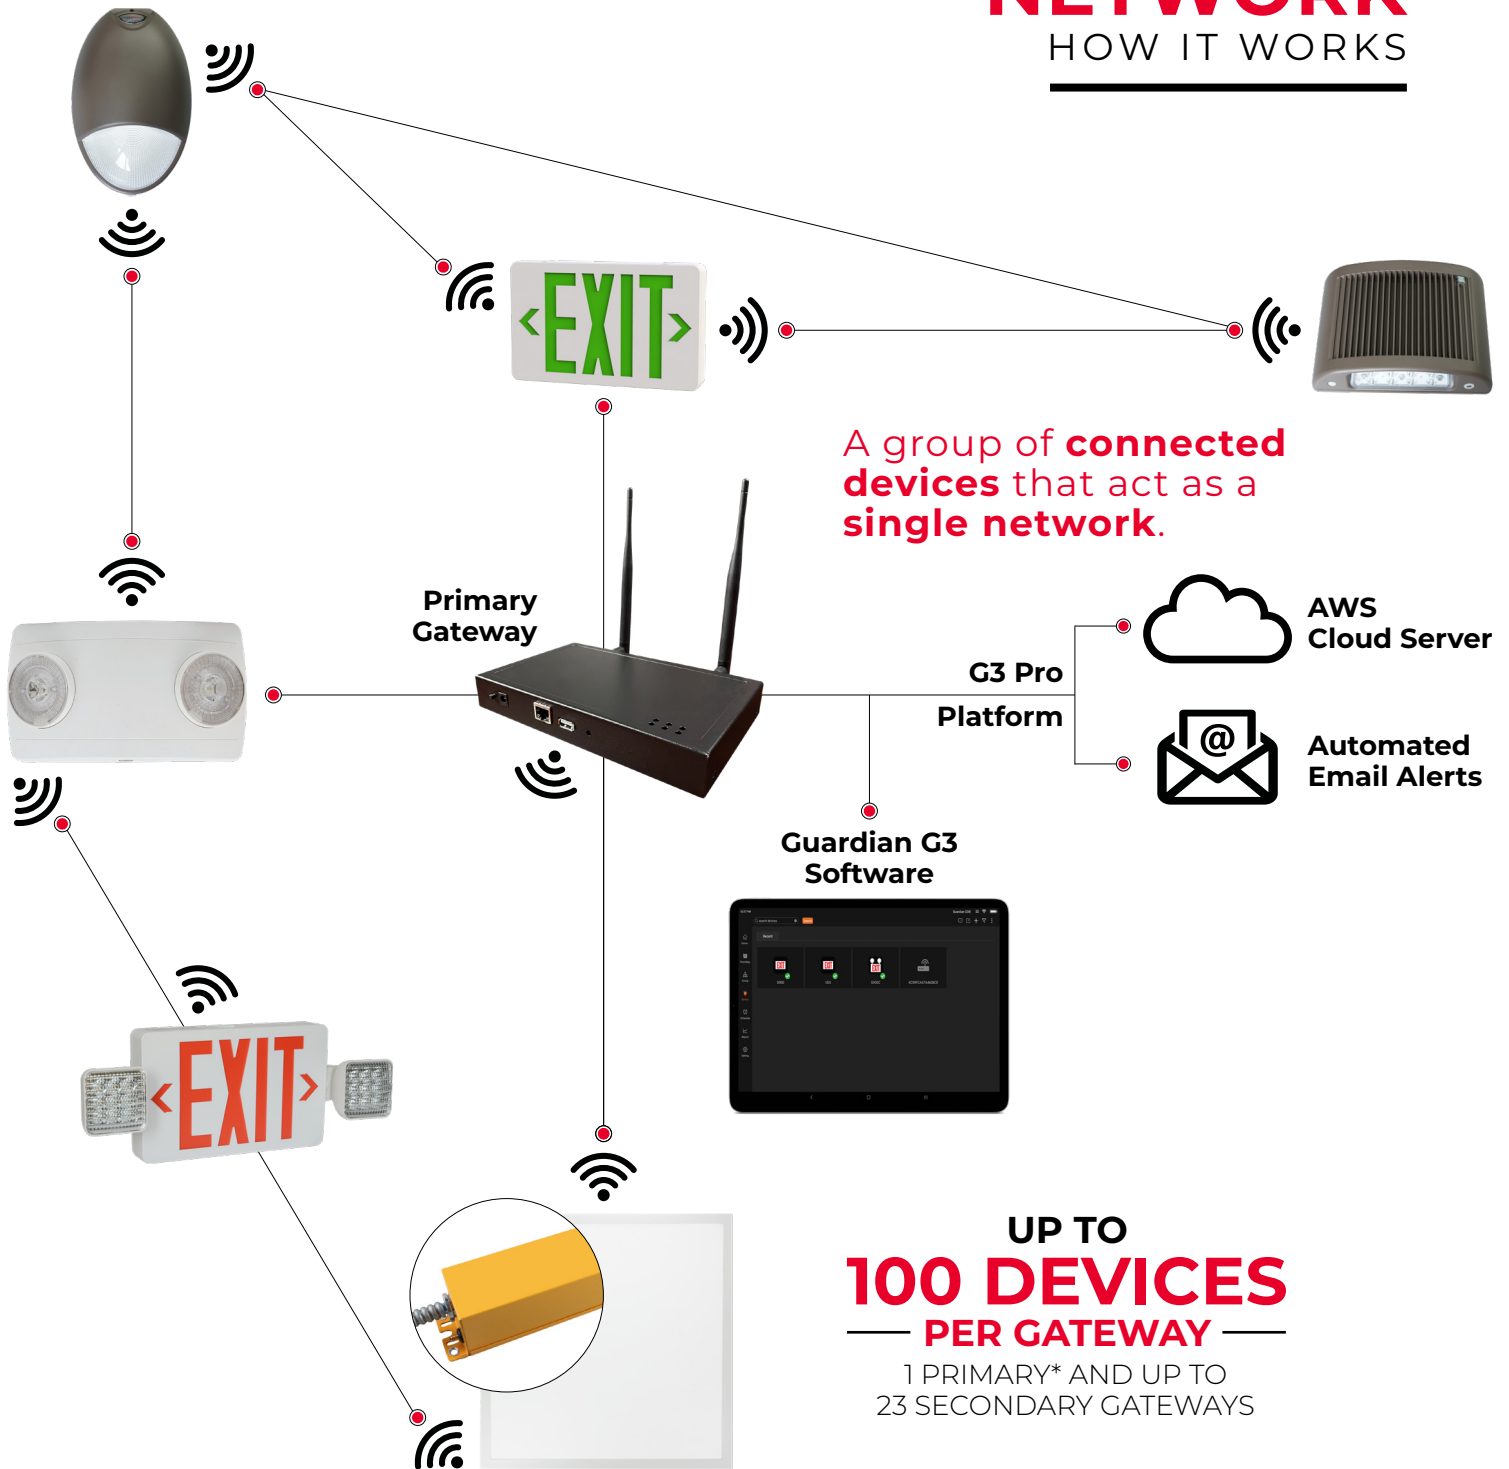 NETWORK
HOW IT WORKS
EXIT
A group of connected
devices that act as a
single network.
Primary
Gateway
G3 Pro
Platform
AWS
Cloud Server
@
Automated
Email Alerts
Guardian G3
Software
EXIT
UP TO
100 DEVICES
PER GATEWAY
1 PRIMARY* AND UP TO
23 SECONDARY GATEWAYS